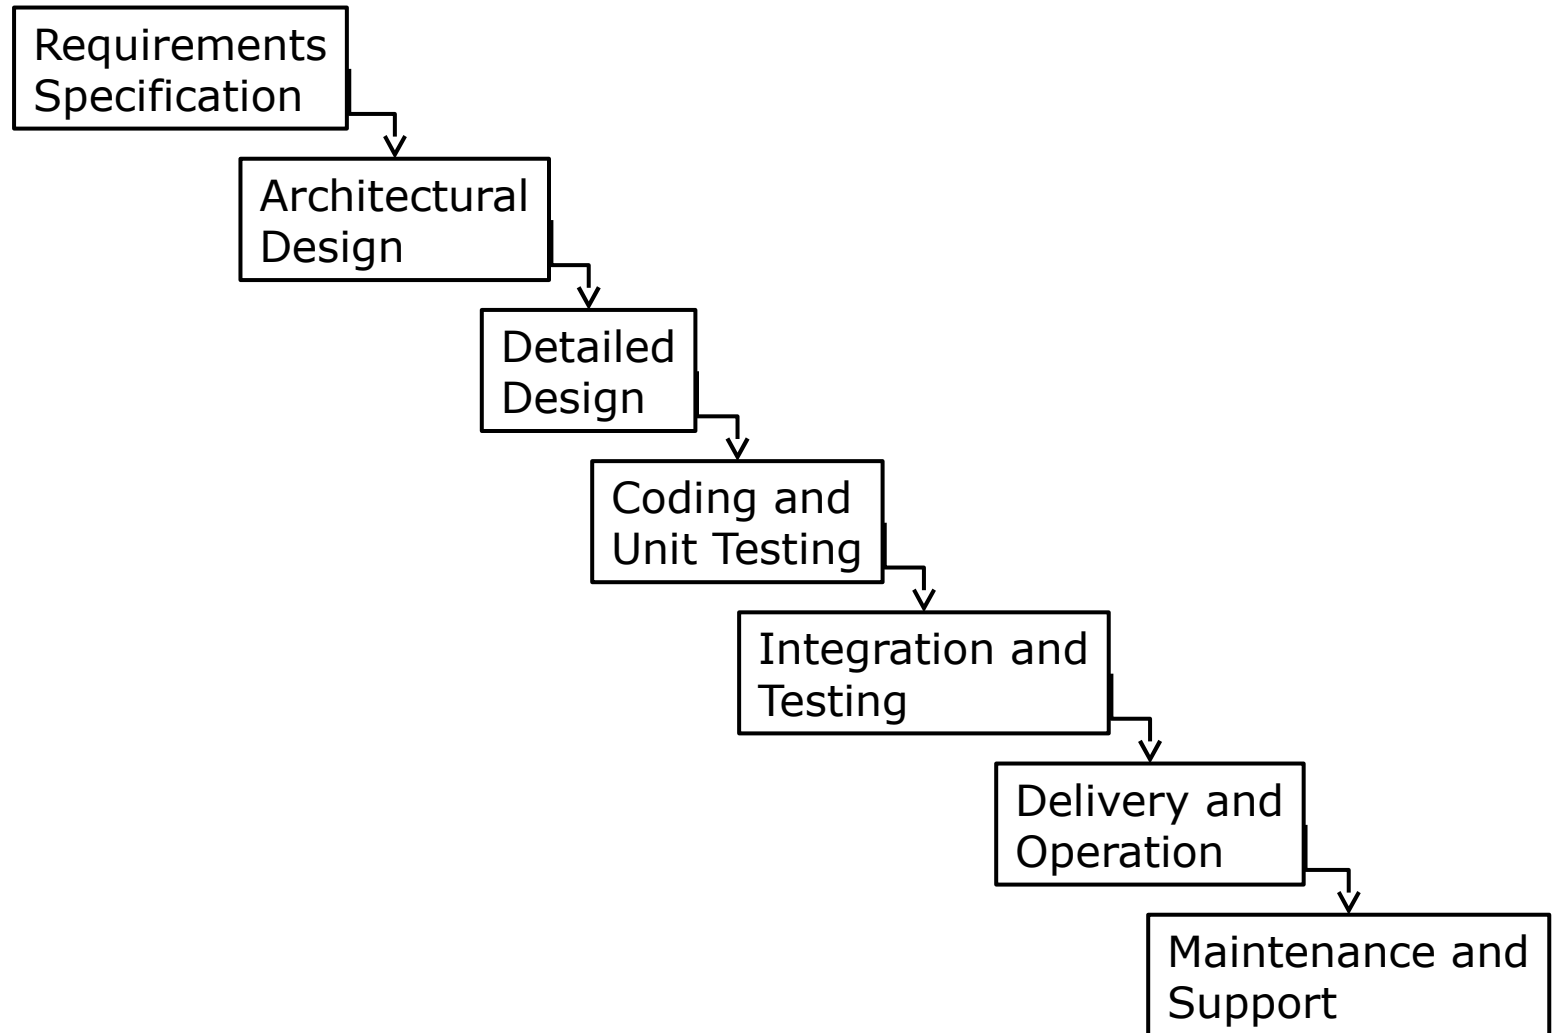 Requirements
Specification
Architectural
Design
Detailed
Design
Coding and
Unit Testing
Integration and
Testing
Delivery and
Operation
Maintenance and
Support